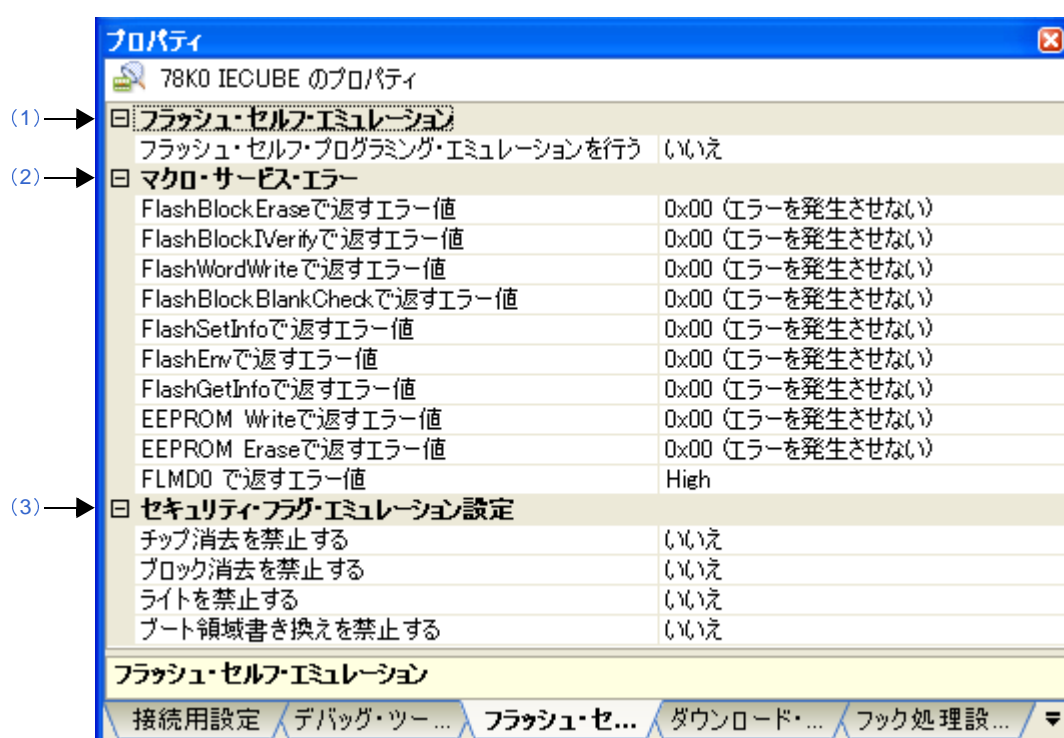 プロパティ
78K0 IECUBE のプロパティ
(1) フラッシュ・セルフ・エミュレーション
フラッシュ・セルフ・プログラミング・エミュレーションを行う いいえ
(2) マクロ・サービス・エラー
FlashBlockEraseで返すエラー値 0x00 (エラーを発生させない)
FlashBlockIVerifyで返すエラー値 0x00 (エラーを発生させない)
FlashWordWriteで返すエラー値 0x00 (エラーを発生させない)
FlashBlockBlankCheckで返すエラー値 0x00 (エラーを発生させない)
FlashSetInfoで返すエラー値 0x00 (エラーを発生させない)
FlashEnvで返すエラー値 0x00 (エラーを発生させない)
FlashGetInfoで返すエラー値 0x00 (エラーを発生させない)
EEPROM Writeで返すエラー値 0x00 (エラーを発生させない)
EEPROM Eraseで返すエラー値 0x00 (エラーを発生させない)
FLMD0 で返すエラー値 High
(3) セキュリティ・フラグ・エミュレーション設定
チップ消去を禁止する いいえ
ブロック消去を禁止する いいえ
ライトを禁止する いいえ
ブート領域書き換えを禁止する いいえ
フラッシュ・セルフ・エミュレーション
接続用設定 デバッグ・ツー... フラッシュ・セ... ダウンロード・... フック処理設...